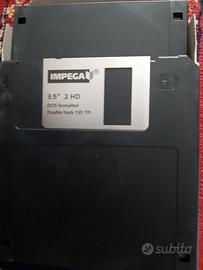 IMPEGA
3.5" 2 HD
DOS formatted
Double track 135 TPI
subito